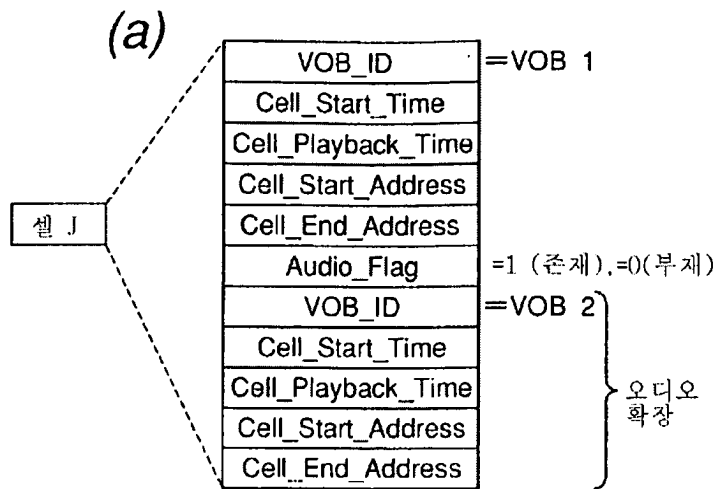 (a)
VOB_ID =VOB 1
Cell_Start_Time
Cell_Playback_Time
셀 J
Cell_Start_Address
Cell_End_Address
Audio_Flag =1 (존재),=0(부재)
VOB_ID =VOB 2
Cell_Start_Time
Cell_Playback_Time
오디오
확장
Cell_Start_Address
Cell_End_Address